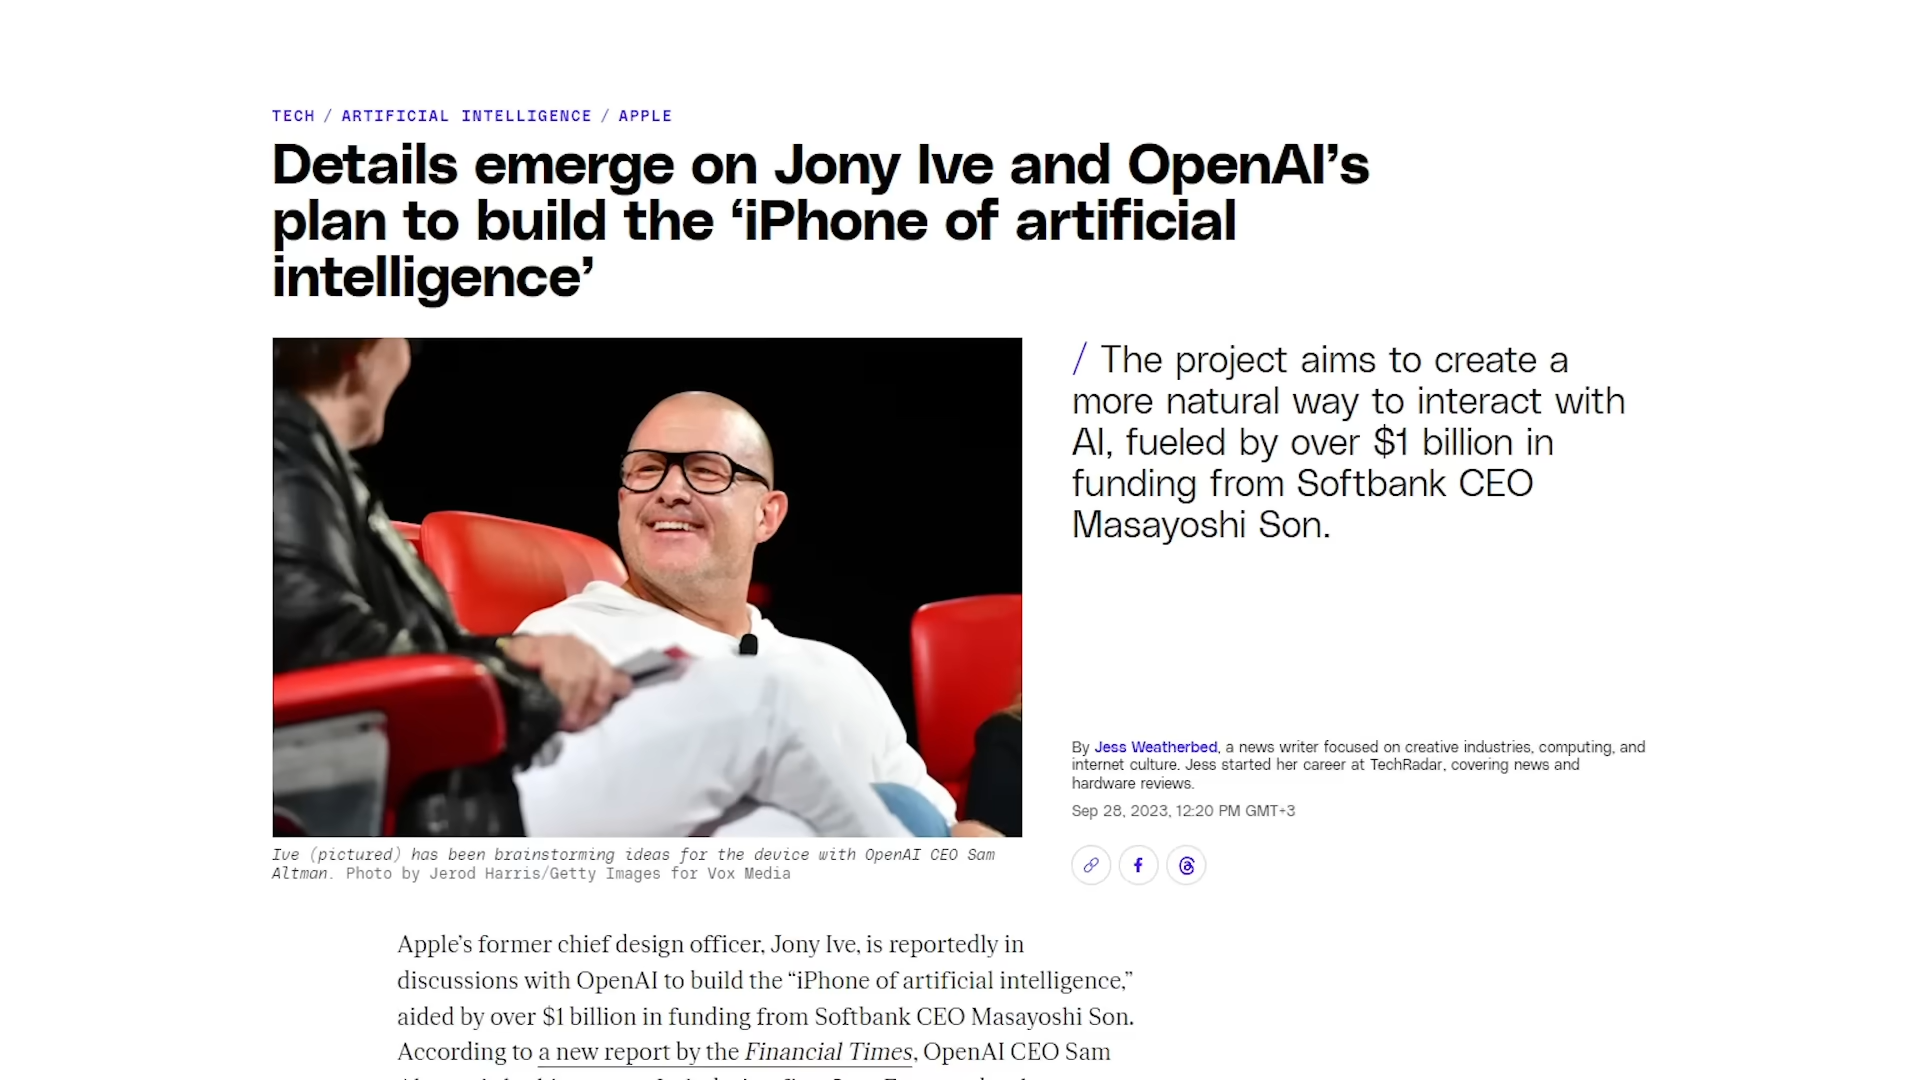 TECH / ARTIFICIAL INTELLIGENCE / APPLE
Details emerge on Jony Ive and OpenAI’s
plan to build the ‘iPhone of artificial
intelligence’
/ The project aims to create a
more natural way to interact with
AI, fueled by over $1 billion in
funding from Softbank CEO
Masayoshi Son.
By Jess Weatherbed, a news writer focused on creative industries, computing, and
internet culture. Jess started her career at TechRadar, covering news and
hardware reviews.
Sep 28, 2023, 12:20 PM GMT+3
Ive (pictured) has been brainstorming ideas for the device with OpenAI CEO Sam
Altman. Photo by Jerod Harris/Getty Images for Vox Media
Apple’s former chief design officer, Jony Ive, is reportedly in
discussions with OpenAI to build the “iPhone of artificial intelligence,”
aided by over $1 billion in funding from Softbank CEO Masayoshi Son.
According to a new report by the Financial Times, OpenAI CEO Sam